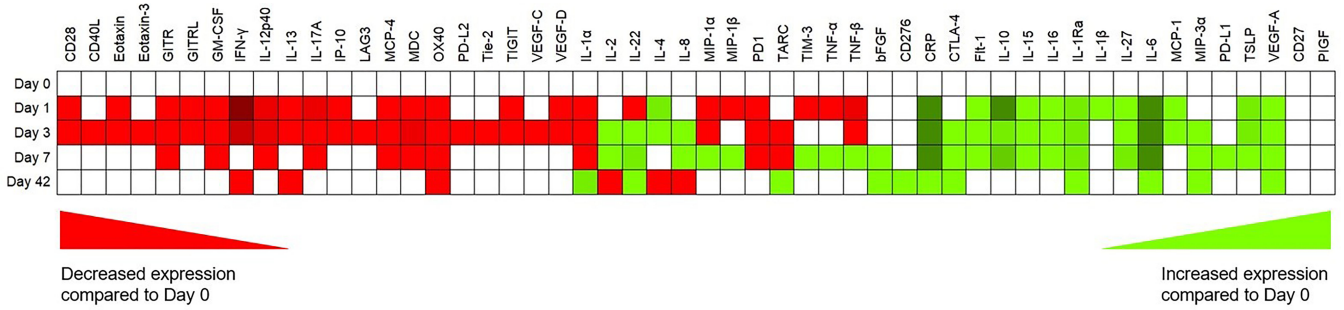 CD28
CD40L
Eotaxin
Eotaxin-3
GITR
GITRL
GM-CSF
IFN-γ
IL-12p40
IL-13
IL-17A
IP-10
LAG3
MCP-4
MDC
OX40
PD-L2
Tie-2
TIGIT
VEGF-C
VEGF-D
IL-1α
IL-2
IL-22
IL-4
IL-8
MIP-1α
MIP-1β
PD1
TARC
TIM-3
TNF-α
TNF-β
bFGF
CD276
CRP
CTLA-4
Flt-1
IL-10
IL-15
IL-16
IL-1Ra
IL-1β
IL-27
IL-6
MCP-1
MIP-3α
PD-L1
TSLP
VEGF-A
CD27
PlGF
Day 0
Day 1
Day 3
Day 7
Day 42
Decreased expression
compared to Day 0
Increased expression
compared to Day 0